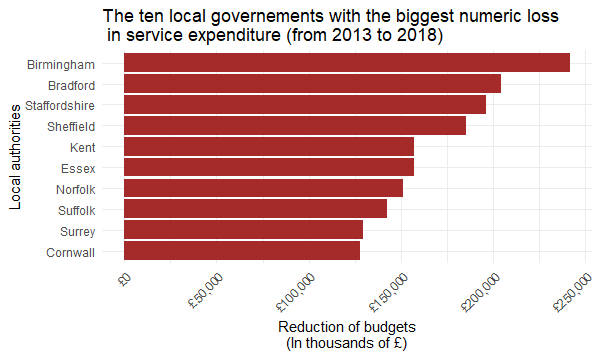 The ten local governements with the biggest numeric loss
in service expenditure (from 2013 to 2018)
Local authorities
Birmingham
Bradford
Staffordshire
Sheffield
Kent
Essex
Norfolk
Suffolk
Surrey
Cornwall
£0
£50,000
£100,000
£150,000
£200,000
£250,000
Reduction of budgets
(In thousands of £)